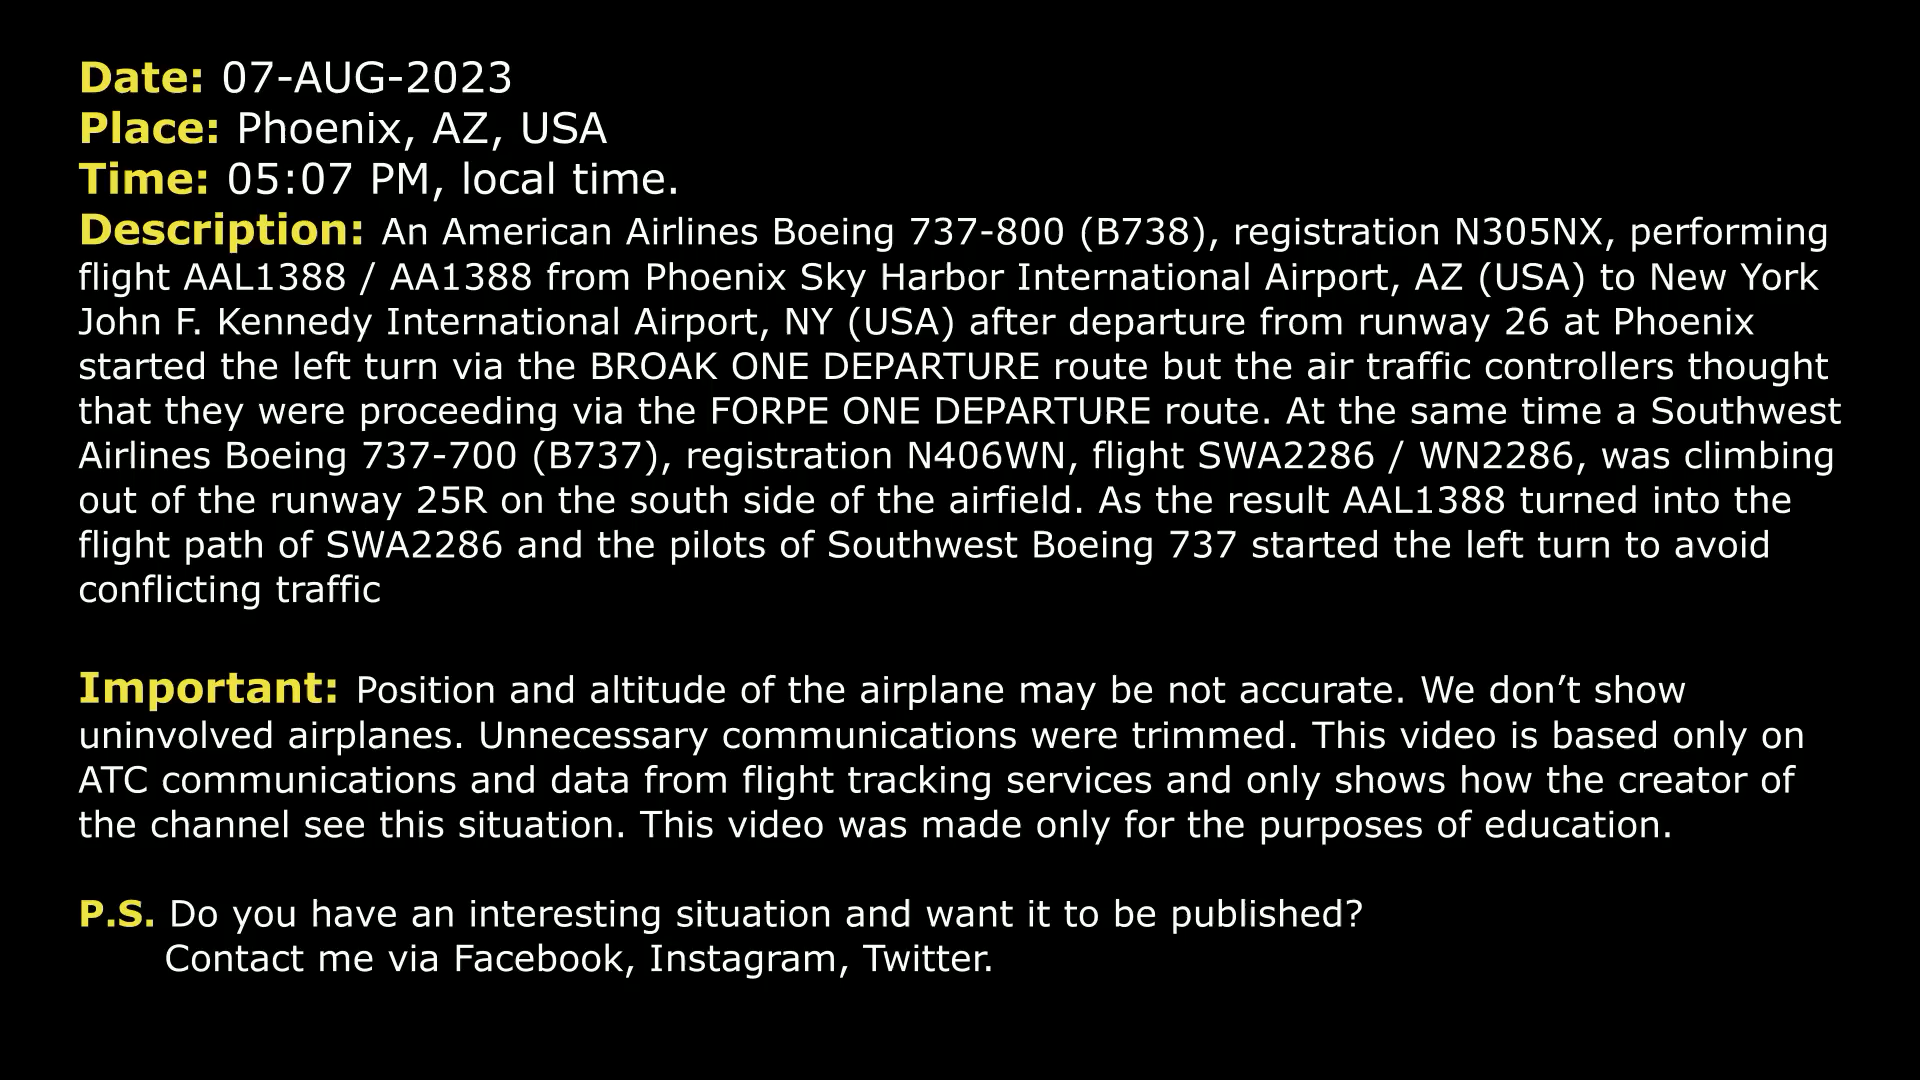 Date: 07-AUG-2023
Place: Phoenix, AZ, USA
Time: 05:07 PM, local time.
Description: An American Airlines Boeing 737-800 (B738), registration N305NX, performing
flight AAL1388 / AA1388 from Phoenix Sky Harbor International Airport, AZ (USA) to New York
John F. Kennedy International Airport, NY (USA) after departure from runway 26 at Phoenix
started the left turn via the BROAK ONE DEPARTURE route but the air traffic controllers thought
that they were proceeding via the FORPE ONE DEPARTURE route. At the same time a Southwest
Airlines Boeing 737-700 (B737), registration N406WN, flight SWA2286 / WN2286, was climbing
out of the runway 25R on the south side of the airfield. As the result AAL1388 turned into the
flight path of SWA2286 and the pilots of Southwest Boeing 737 started the left turn to avoid
conflicting traffic
Important: Position and altitude of the airplane may be not accurate. We don’t show
uninvolved airplanes. Unnecessary communications were trimmed. This video is based only on
ATC communications and data from flight tracking services and only shows how the creator of
the channel see this situation. This video was made only for the purposes of education.
P.S. Do you have an interesting situation and want it to be published?
Contact me via Facebook, Instagram, Twitter.